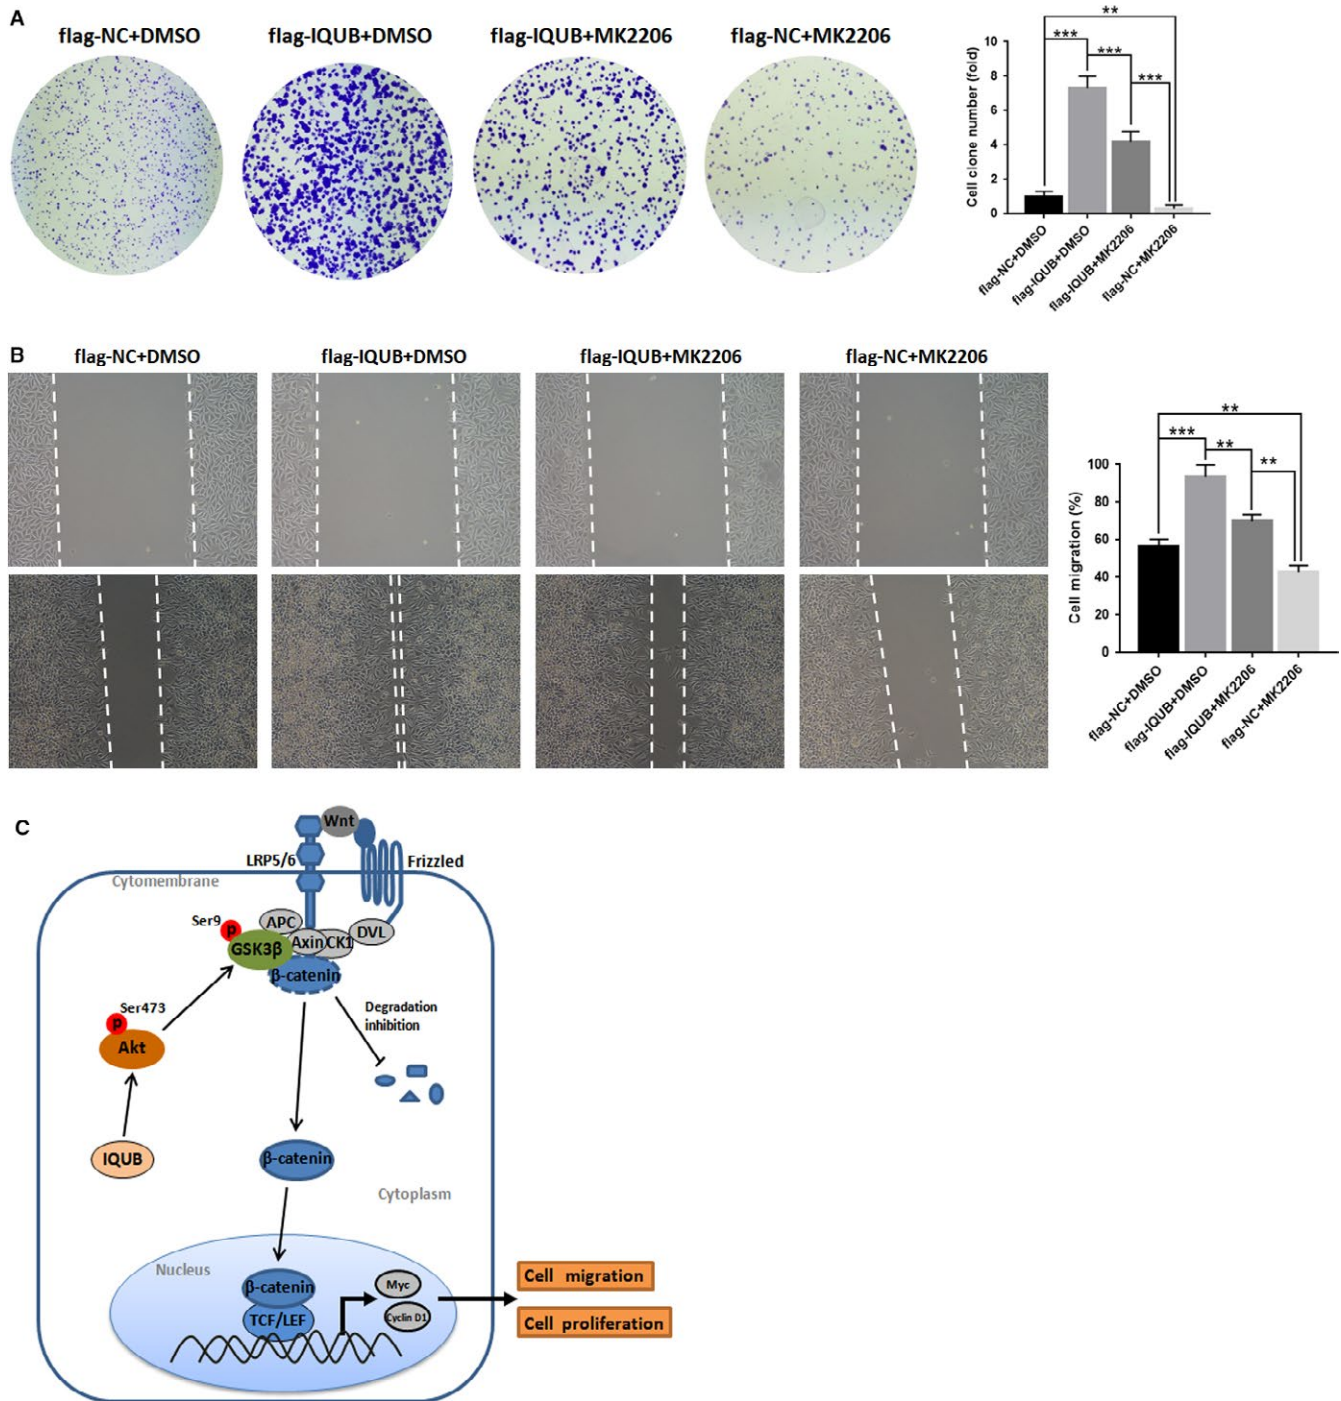 A
flag-NC+DMSO
flag-IQUB+DMSO
flag-IQUB+MK2206
flag-NC+MK2206
**
***
***
***
Cell clone number (fold)
10
8
6
4
2
0
flag-NC+DMSO
flag-IQUB+DMSO
flag-IQUB+MK2206
flag-NC+MK2206
B
flag-NC+DMSO
flag-IQUB+DMSO
flag-IQUB+MK2206
flag-NC+MK2206
**
***
**
**
Cell migration (%)
100
80
60
40
20
0
flag-NC+DMSO
flag-IQUB+DMSO
flag-IQUB+MK2206
flag-NC+MK2206
C
Wnt
LRP5/6
Frizzled
Cytomembrane
Ser9
P
APC
DVL
GSK3β
Axin
CK1
β-catenin
Ser473
P
Akt
Degradation
inhibition
IQUB
β-catenin
Cytoplasm
Nucleus
β-catenin
TCF/LEF
Myc
Cyclin D1
Cell migration
Cell proliferation